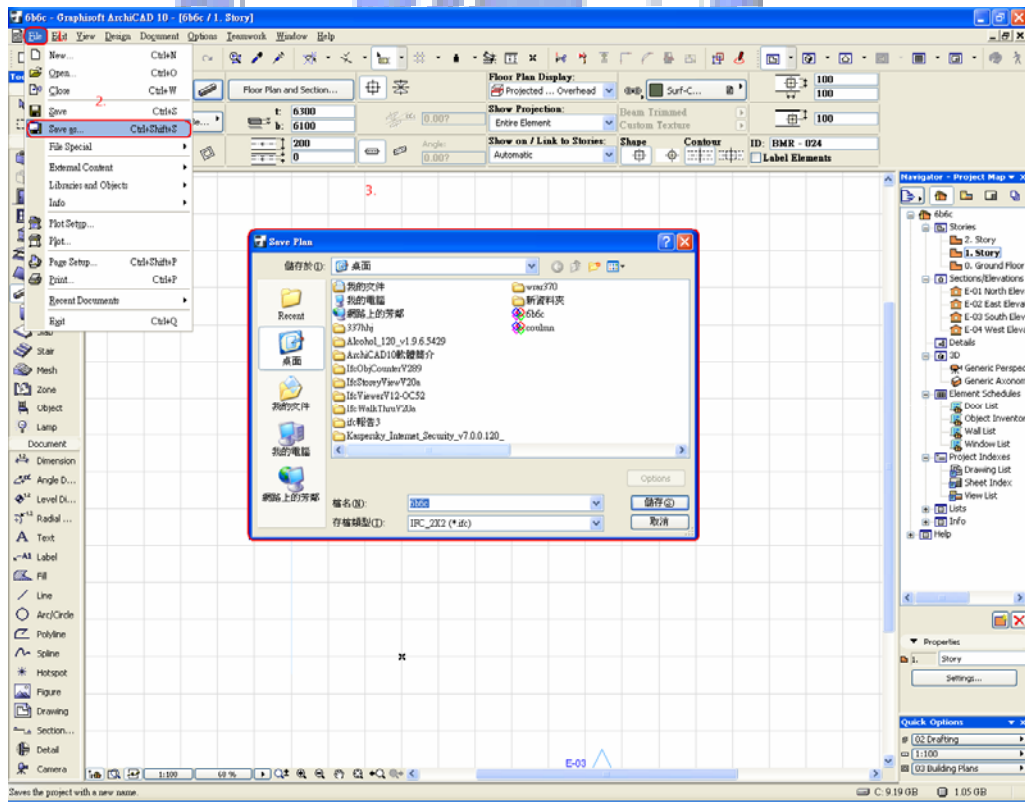 6b6c - Graphisoft ArchiCAD 10 - [6b6c / 1. Story]
File Edit View Design Document Options Teamwork Window Help
New... Ctrl+N
Open... Ctrl+O
Close Ctrl+W
2.
Save Ctrl+S
Save as... Ctrl+Shift+S
File Special
External Content
Libraries and Objects
Info
Plot Setup...
Plot...
Page Setup... Ctrl+Shift+P
Print... Ctrl+P
Recent Documents
Exit Ctrl+Q
Floor Plan and Section...
t: 6300
b: 6100
200
0
0.00?
Angle:
0.00?
Floor Plan Display:
Projected ... Overhead
Show Projection:
Entire Element
Show on / Link to Stories:
Automatic
Surf-C...
Beam Trimmed
Custom Texture
Shape Contour
100
100
100
ID: BMR - 024
Label Elements
3.
Save Plan
儲存於(I): 桌面
Recent
桌面
我的文件
我的電腦
網路上的芳鄰
我的文件
我的電腦
網路上的芳鄰
337hhj
Alcohol_120_v1.9.6.5429
ArchiCAD10軟體簡介
IfcObjCounterV289
IfcStoreyViewV20a
IfcViewerV12-OC52
IfcWalkThruV20a
ifc報告3
Kaspersky_Internet_Security_v7.0.0.120_
新資料夾
6b6c
Options
檔名(N): 6b6c
儲存(S)
存檔類型(T): IFC_2X2 (*.ifc)
取消
Slab
Stair
Mesh
Zone
Object
Lamp
Document
Dimension
Angle D...
Level Di...
Radial ...
Text
Label
Fill
Line
Arc/Circle
Polyline
Spline
Hotspot
Figure
Drawing
Section...
Detail
Camera
E-03
1:100
60 %
Navigator - Project Map
6b6c
Stories
2. Story
1. Story
0. Ground Floor
Sections/Elevations
E-01 North Elev
E-02 East Eleva
E-03 South Elev
E-04 West Eleva
Details
3D
Generic Perspec
Generic Axonom
Element Schedules
Door List
Object Inventor
Wall List
Window List
Project Indexes
Drawing List
Sheet Index
View List
Lists
Info
Help
Properties
1. Story
Settings...
Quick Options
02 Drafting
1:100
03 Building Plans
Saves the project with a new name.
C: 9.19 GB 1.05 GB